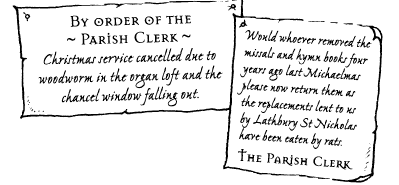 By order of the
~ Parish Clerk ~
Christmas service cancelled due to
woodworm in the organ loft and the
chancel window falling out.
Would whoever removed the
missals and hymn books four
years ago last Michaelmas
please now return them as
the replacements lent to us
by Lathbury St Nicholas
have been eaten by rats.
The Parish Clerk